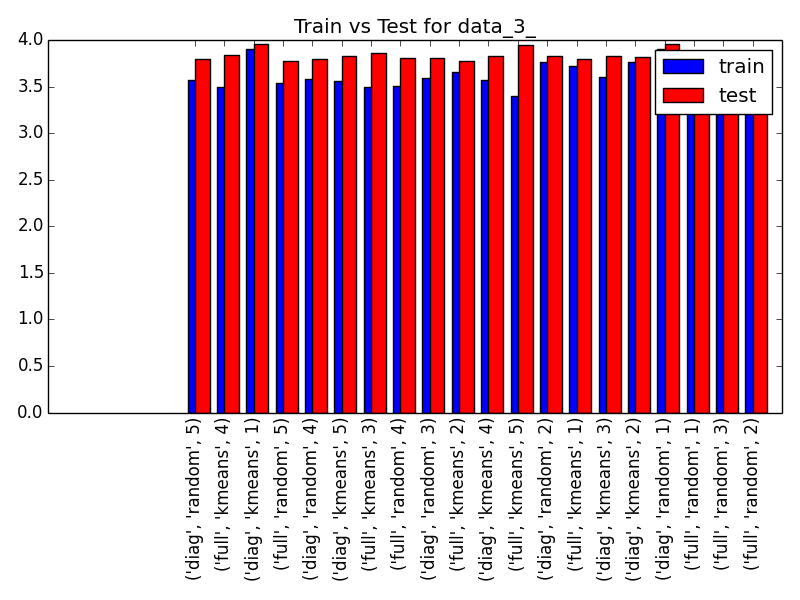 Train vs Test for data_3_
4.0
3.5
3.0
2.5
2.0
1.5
1.0
0.5
0.0
train
test
('diag', 'random', 5)
('full', 'kmeans', 4)
('diag', 'kmeans', 1)
('full', 'random', 5)
('diag', 'random', 4)
('diag', 'kmeans', 5)
('full', 'kmeans', 3)
('full', 'random', 4)
('diag', 'random', 3)
('full', 'kmeans', 2)
('diag', 'kmeans', 4)
('full', 'kmeans', 5)
('diag', 'random', 2)
('full', 'kmeans', 1)
('diag', 'kmeans', 3)
('diag', 'kmeans', 2)
('diag', 'random', 1)
('full', 'random', 1)
('full', 'random', 3)
('full', 'random', 2)